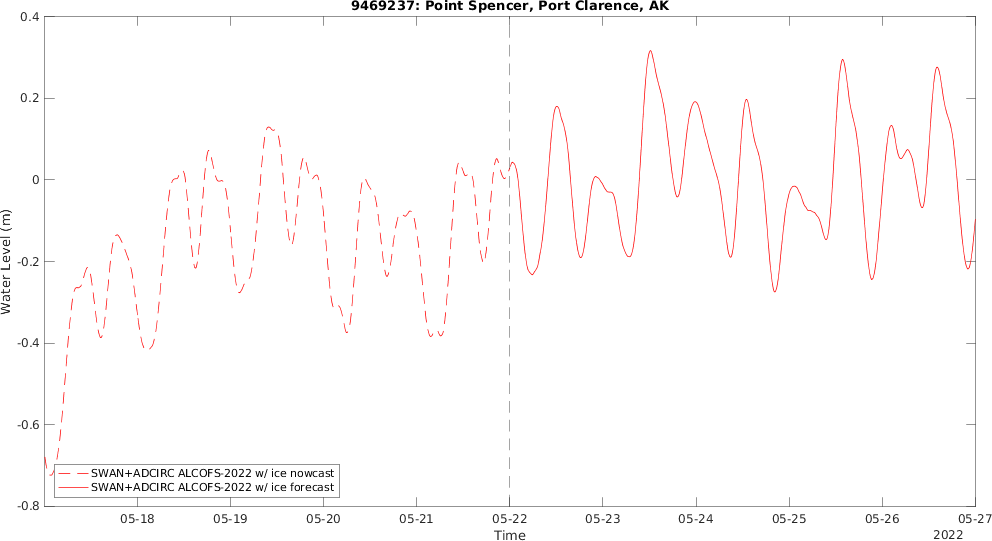 9469237: Point Spencer, Port Clarence, AK
0.4
0.2
0
-0.2
-0.4
-0.6
-0.8
Water Level (m)
SWAN+ADCIRC ALCOFS-2022 w/ ice nowcast
SWAN+ADCIRC ALCOFS-2022 w/ ice forecast
05-18 05-19 05-20 05-21 05-22 05-23 05-24 05-25 05-26 05-27
Time
2022